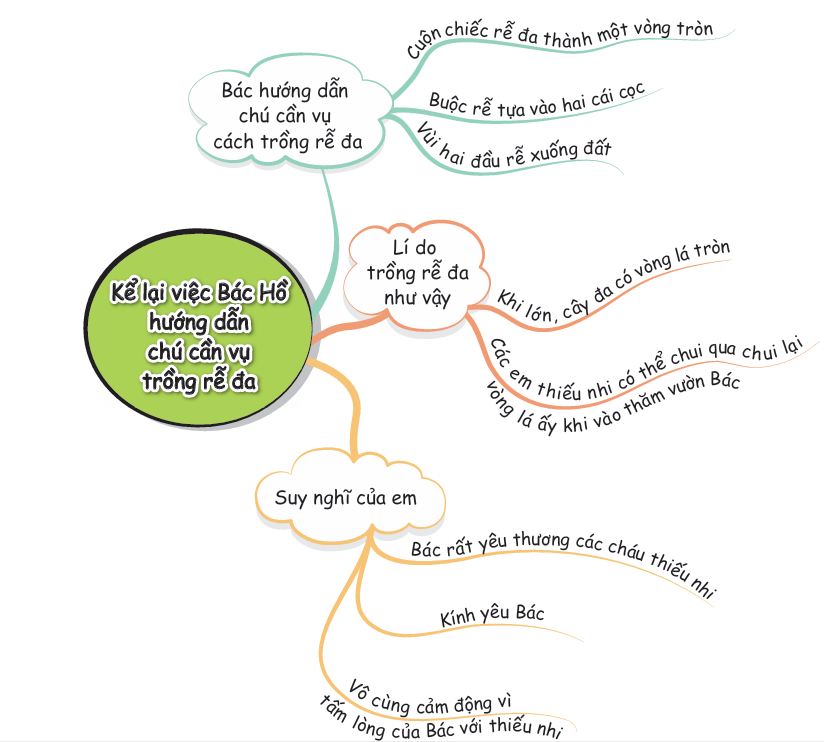 Kể lại việc Bác Hồ
hướng dẫn
chú cần vụ
trồng rễ đa
Bác hướng dẫn
chú cần vụ
cách trồng rễ đa
Cuộn chiếc rễ đa thành một vòng tròn
Buộc rễ tựa vào hai cái cọc
Vùi hai đầu rễ xuống đất
Lí do
trồng rễ đa
như vậy
Khi lớn, cây đa có vòng lá tròn
Các em thiếu nhi có thể chui qua chui lại
vòng lá ấy khi vào thăm vườn Bác
Suy nghĩ của em
Bác rất yêu thương các cháu thiếu nhi
Kính yêu Bác
Vô cùng cảm động vì
tấm lòng của Bác với thiếu nhi